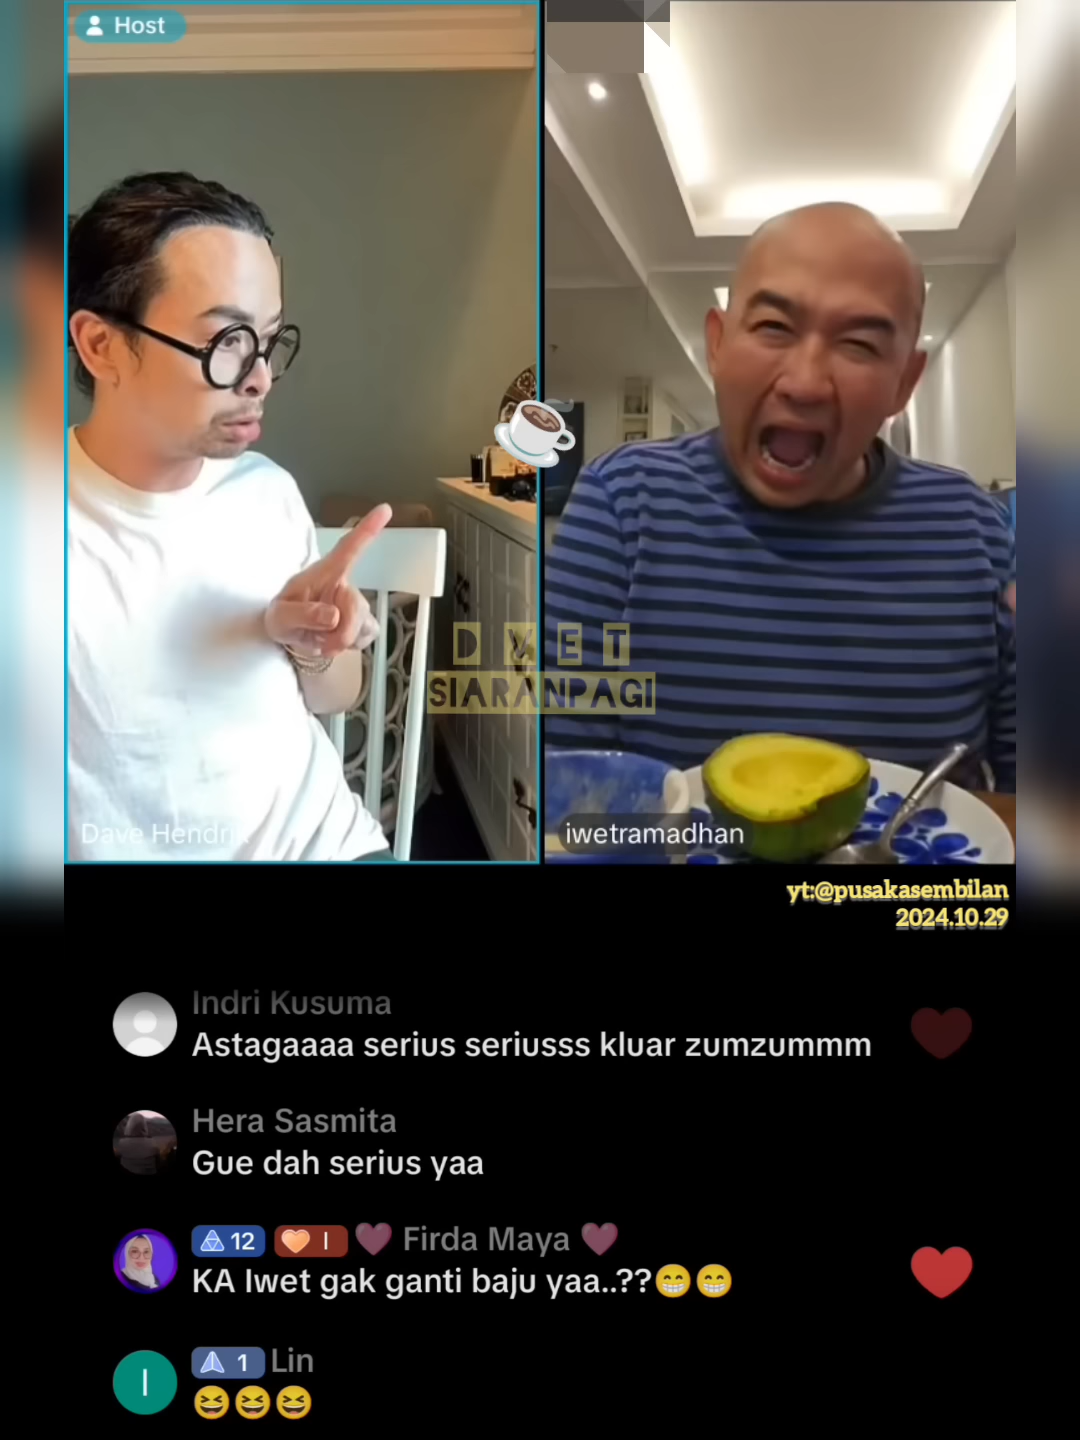 Host
D V E T
SIARANPAGI
Dave Hendrik
iwetramadhan
yt:@pusakasembilan
2024.10.29
Indri Kusuma
Astagaaaa serius seriusss kluar zumzummm
Hera Sasmita
Gue dah serius yaa
12 I 💜 Firda Maya 💜
KA Iwet gak ganti baju yaa..??😁😁
I
1 Lin
😆😆😆